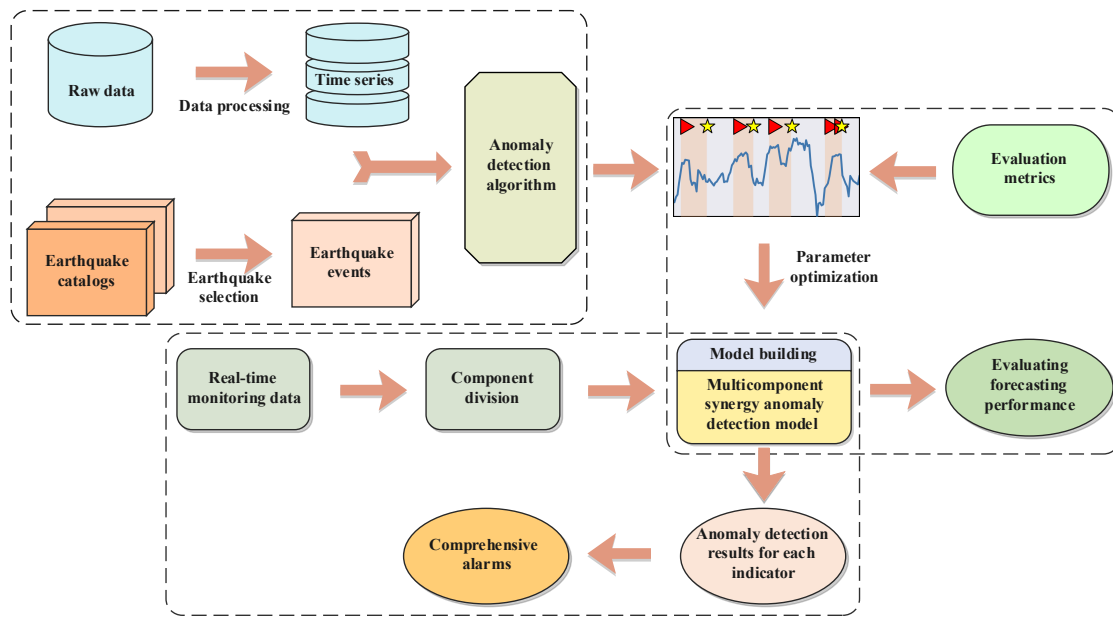 Raw data
Data processing
Time series
Anomaly
detection
algorithm
Earthquake
catalogs
Earthquake
selection
Earthquake
events
Evaluation
metrics
Parameter
optimization
Real-time
monitoring data
Component
division
Model building
Multicomponent
synergy anomaly
detection model
Evaluating
forecasting
performance
Comprehensive
alarms
Anomaly detection
results for each
indicator